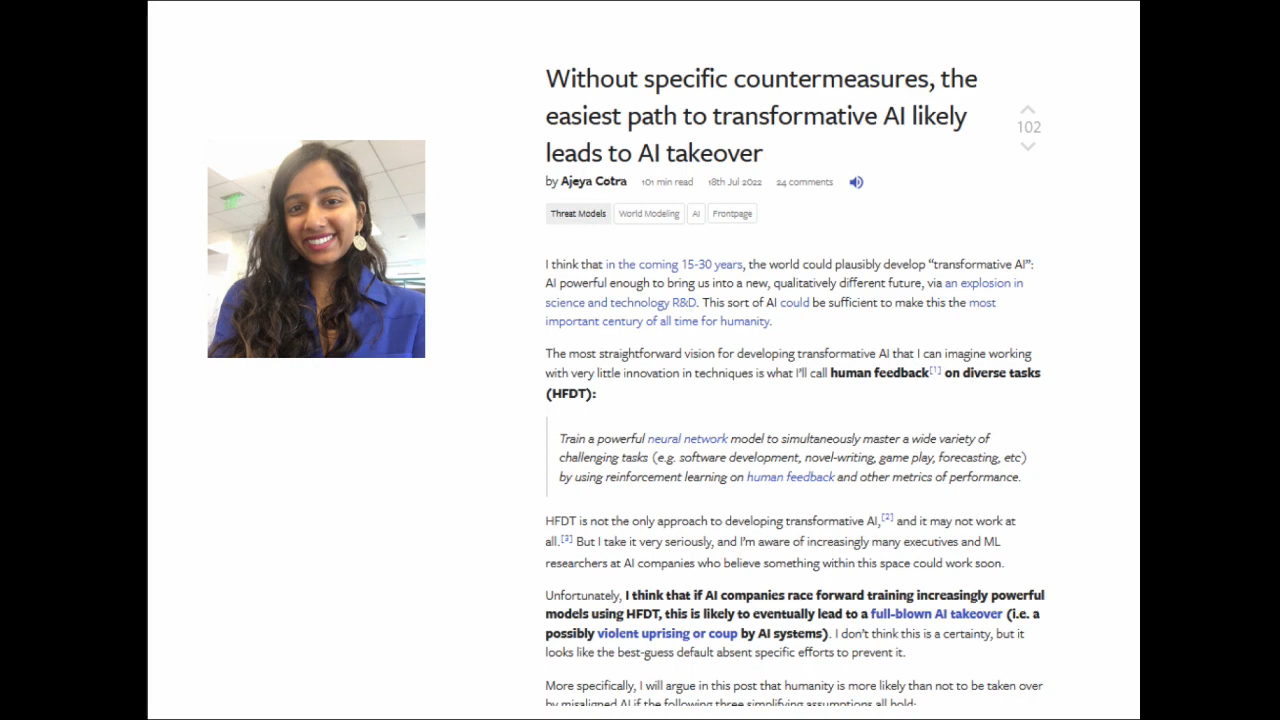 Without specific countermeasures, the
easiest path to transformative AI likely
leads to AI takeover
102
by Ajeya Cotra 101 min read 18th Jul 2022 24 comments
Threat Models World Modeling AI Frontpage
I think that in the coming 15-30 years, the world could plausibly develop “transformative AI”:
AI powerful enough to bring us into a new, qualitatively different future, via an explosion in
science and technology R&D. This sort of AI could be sufficient to make this the most
important century of all time for humanity.
The most straightforward vision for developing transformative AI that I can imagine working
with very little innovation in techniques is what I’ll call human feedback[1] on diverse tasks
(HFDT):
Train a powerful neural network model to simultaneously master a wide variety of
challenging tasks (e.g. software development, novel-writing, game play, forecasting, etc)
by using reinforcement learning on human feedback and other metrics of performance.
HFDT is not the only approach to developing transformative AI,[2] and it may not work at
all.[3] But I take it very seriously, and I’m aware of increasingly many executives and ML
researchers at AI companies who believe something within this space could work soon.
Unfortunately, I think that if AI companies race forward training increasingly powerful
models using HFDT, this is likely to eventually lead to a full-blown AI takeover (i.e. a
possibly violent uprising or coup by AI systems). I don’t think this is a certainty, but it
looks like the best-guess default absent specific efforts to prevent it.
More specifically, I will argue in this post that humanity is more likely than not to be taken over
by misaligned AI if the following three simplifying assumptions all hold: